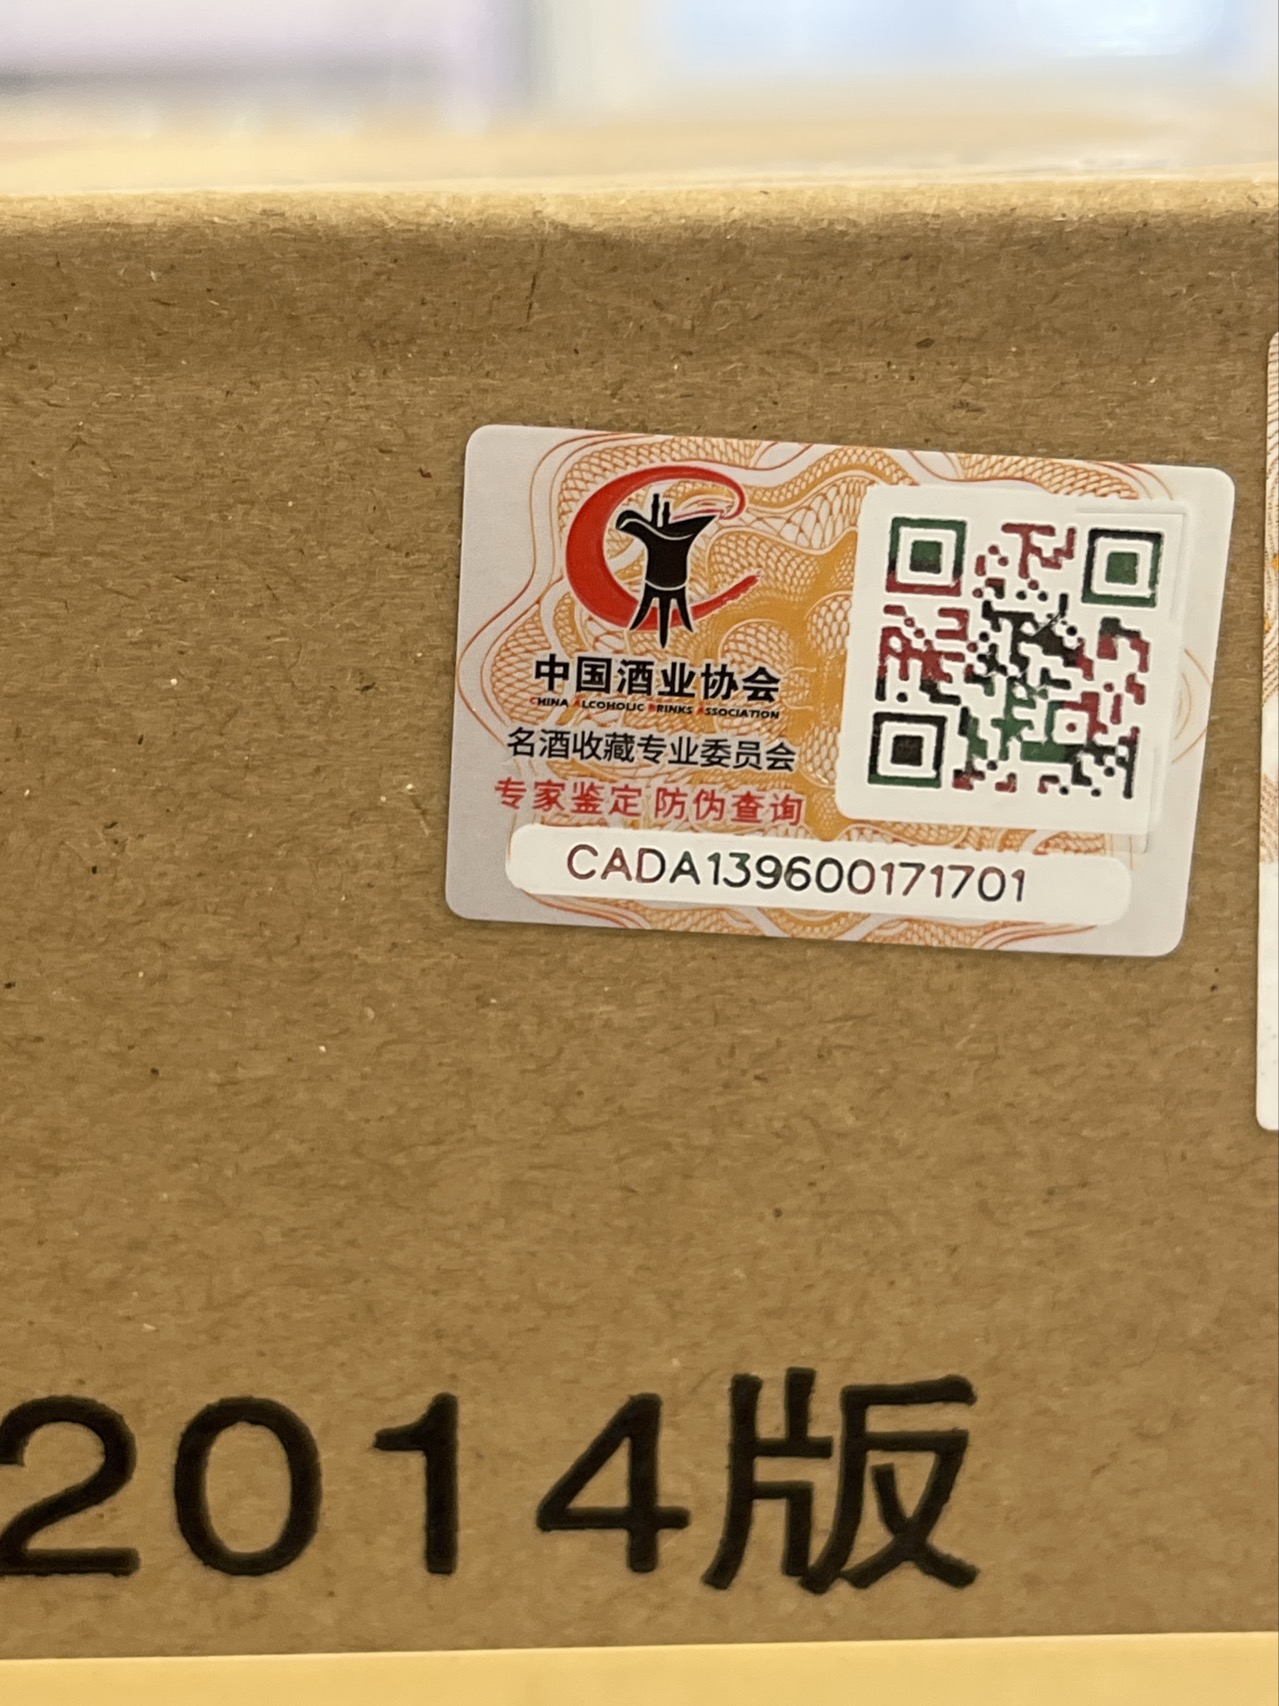 中国酒业协会
CHINA ALCOHOLIC DRINKS ASSOCIATION
名酒收藏专业委员会
专家鉴定 防伪查询
CADA139600171701
2014版